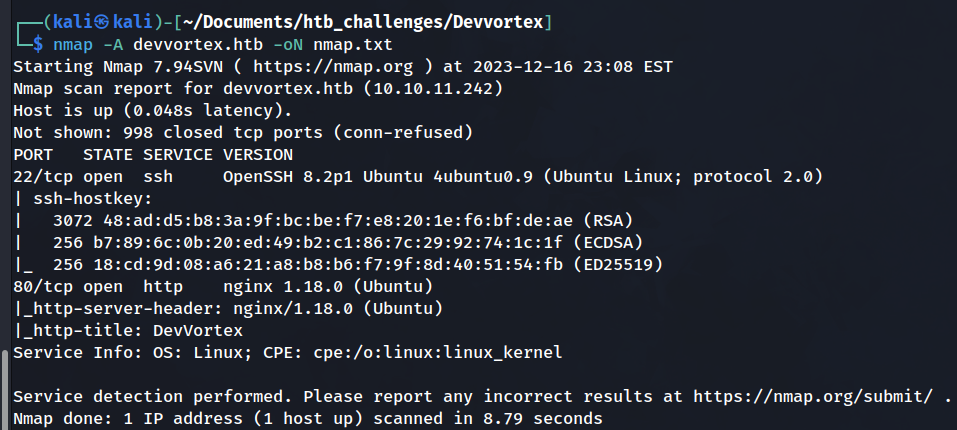 ┌──(kali㉿kali)-[~/Documents/htb_challenges/Devvortex]
└─$ nmap -A devvortex.htb -oN nmap.txt
Starting Nmap 7.94SVN ( https://nmap.org ) at 2023-12-16 23:08 EST
Nmap scan report for devvortex.htb (10.10.11.242)
Host is up (0.048s latency).
Not shown: 998 closed tcp ports (conn-refused)
PORT   STATE SERVICE VERSION
22/tcp open  ssh     OpenSSH 8.2p1 Ubuntu 4ubuntu0.9 (Ubuntu Linux; protocol 2.0)
| ssh-hostkey:
|   3072 48:ad:d5:b8:3a:9f:bc:be:f7:e8:20:1e:f6:bf:de:ae (RSA)
|   256 b7:89:6c:0b:20:ed:49:b2:c1:86:7c:29:92:74:1c:1f (ECDSA)
|_  256 18:cd:9d:08:a6:21:a8:b8:b6:f7:9f:8d:40:51:54:fb (ED25519)
80/tcp open  http    nginx 1.18.0 (Ubuntu)
|_http-server-header: nginx/1.18.0 (Ubuntu)
|_http-title: DevVortex
Service Info: OS: Linux; CPE: cpe:/o:linux:linux_kernel

Service detection performed. Please report any incorrect results at https://nmap.org/submit/ .
Nmap done: 1 IP address (1 host up) scanned in 8.79 seconds